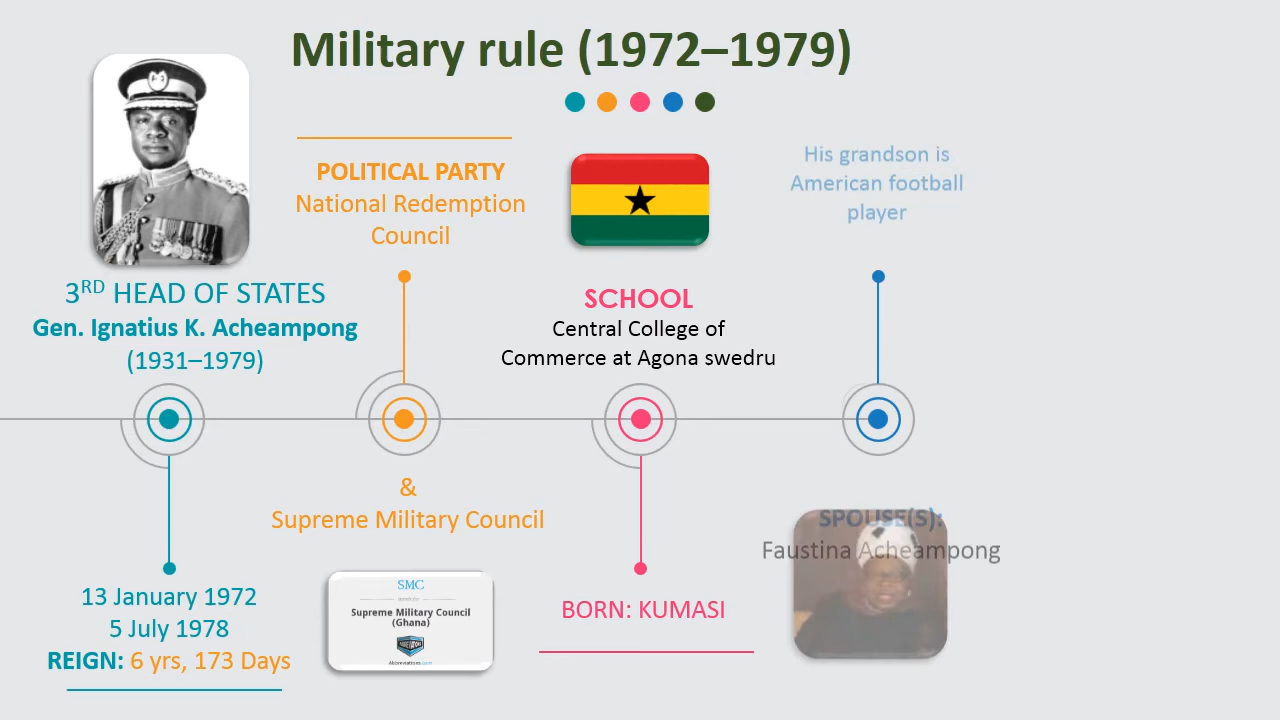 Military rule (1972–1979)
3RD HEAD OF STATES
Gen. Ignatius K. Acheampong
(1931–1979)
13 January 1972
5 July 1978
REIGN: 6 yrs, 173 Days
POLITICAL PARTY
National Redemption
Council
&
Supreme Military Council
SMC
Supreme Military Council
(Ghana)
Abbreviations.com
SCHOOL
Central College of
Commerce at Agona swedru
BORN: KUMASI
His grandson is
American football
player
SPOUSE(S):
Faustina Acheampong